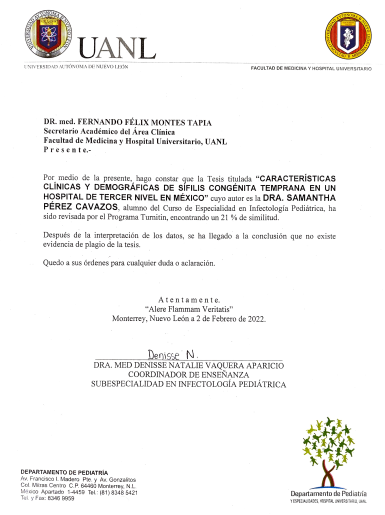 UANL
UNIVERSIDAD AUTÓNOMA DE NUEVO LEÓN
FACULTAD DE MEDICINA Y HOSPITAL UNIVERSITARIO
DR. med. FERNANDO FÉLIX MONTES TAPIA
Secretario Académico del Área Clínica
Facultad de Medicina y Hospital Universitario, UANL
P r e s e n t e.-
Por medio de la presente, hago constar que la Tesis titulada "CARACTERÍSTICAS
CLÍNICAS Y DEMOGRÁFICAS DE SÍFILIS CONGÉNITA TEMPRANA EN UN
HOSPITAL DE TERCER NIVEL EN MÉXICO" cuyo autor es la DRA. SAMANTHA
PÉREZ CAVAZOS, alumno del Curso de Especialidad en Infectología Pediátrica, ha
sido revisada por el Programa Turnitin, encontrando un 21 % de similitud.
Después de la interpretación de los datos, se ha llegado a la conclusión que no existe
evidencia de plagio de la tesis.
Quedo a sus órdenes para cualquier duda o aclaración.
A t e n t a m e n t e.
"Alere Flammam Veritatis"
Monterrey, Nuevo León a 2 de Febrero de 2022.
Denisse N.
DRA. MED DENISSE NATALIE VAQUERA APARICIO
COORDINADOR DE ENSEÑANZA
SUBESPECIALIDAD EN INFECTOLOGÍA PEDIÁTRICA
DEPARTAMENTO DE PEDIATRÍA
Av. Francisco I. Madero Pte. y Av. Gonzalitos
Col. Mitras Centro C.P. 64460 Monterrey, N.L.
México Apartado 1-4459 Tel.: (81) 8348 5421
Tel. y Fax: 8346 9959
Departamento de Pediatría
Y ESPECIALIDADES, HOSPITAL UNIVERSITARIO, UANL